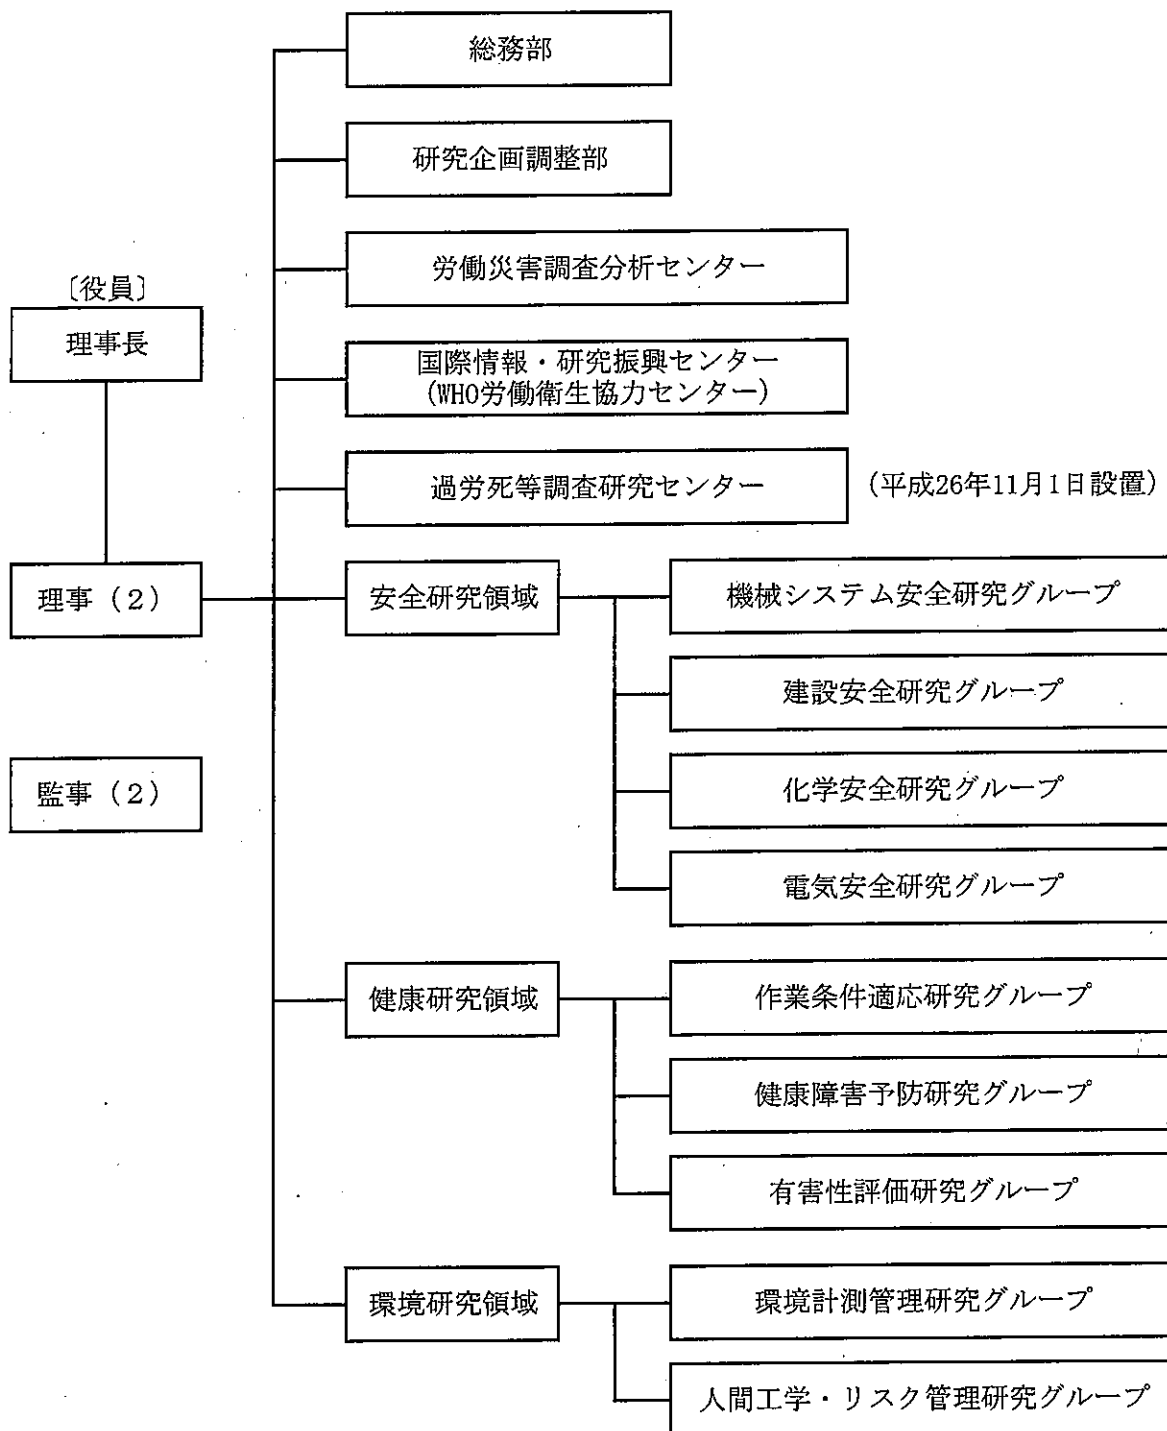 総務部
研究企画調整部
労働災害調査分析センター
〔役員〕
理事長
国際情報・研究振興センター
(WHO労働衛生協力センター)
過労死等調査研究センター
(平成26年11月1日設置)
理事(2)
安全研究領域
機械システム安全研究グループ
建設安全研究グループ
監事(2)
化学安全研究グループ
電気安全研究グループ
健康研究領域
作業条件適応研究グループ
健康障害予防研究グループ
有害性評価研究グループ
環境研究領域
環境計測管理研究グループ
人間工学・リスク管理研究グループ